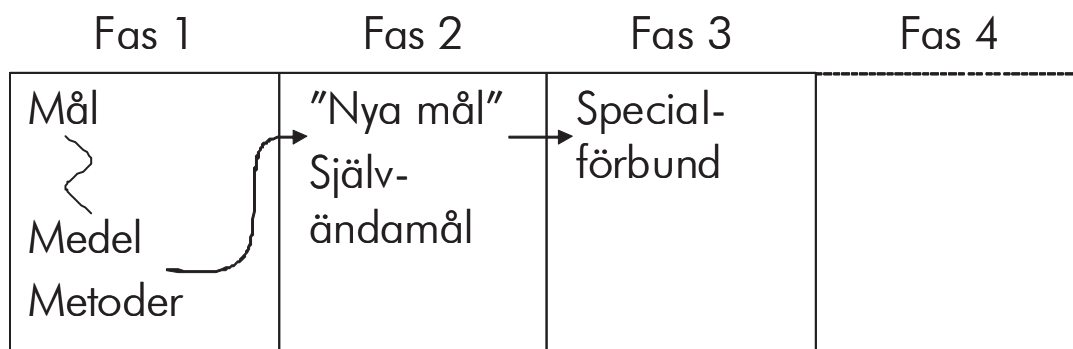 Fas 1 Fas 2 Fas 3 Fas 4
Mål
Medel
Metoder
"Nya mål"
Själv-
ändamål
Special-
förbund